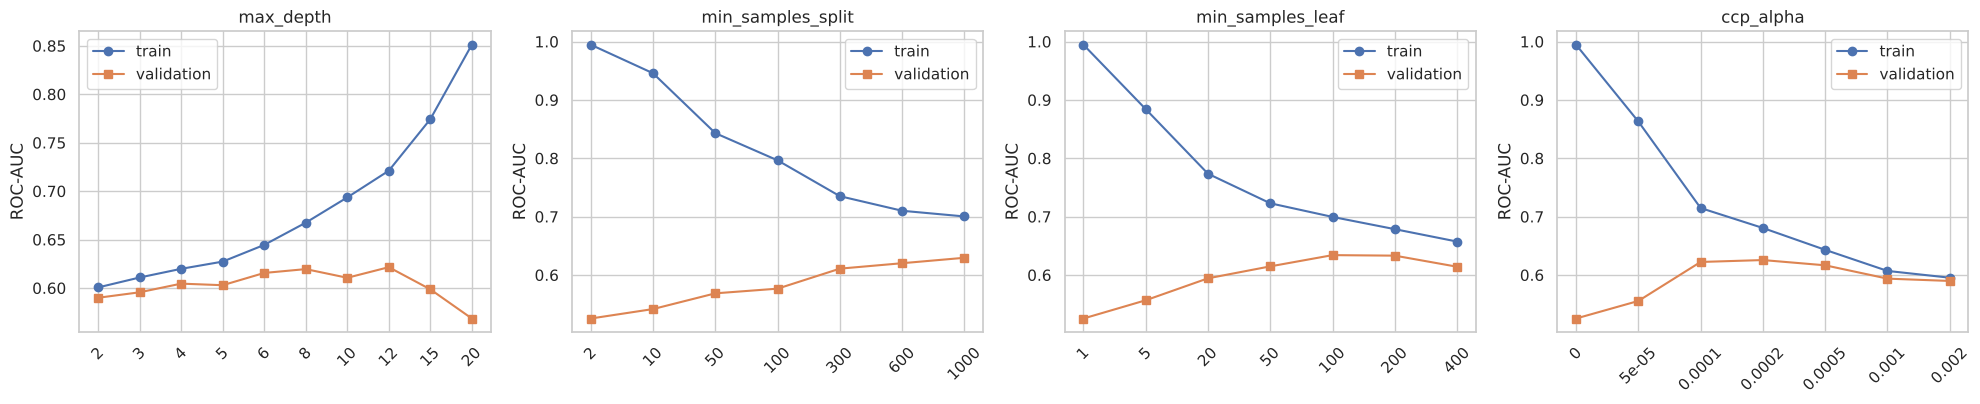 max_depth
ROC-AUC
0.85
0.80
0.75
0.70
0.65
0.60
train
validation
2 3 4 5 6 8 10 12 15 20
min_samples_split
ROC-AUC
1.0
0.9
0.8
0.7
0.6
train
validation
2 10 50 100 300 600 1000
min_samples_leaf
ROC-AUC
1.0
0.9
0.8
0.7
0.6
train
validation
1 5 20 50 100 200 400
ccp_alpha
ROC-AUC
1.0
0.9
0.8
0.7
0.6
train
validation
0 5e-05 0.0001 0.0002 0.0005 0.001 0.002